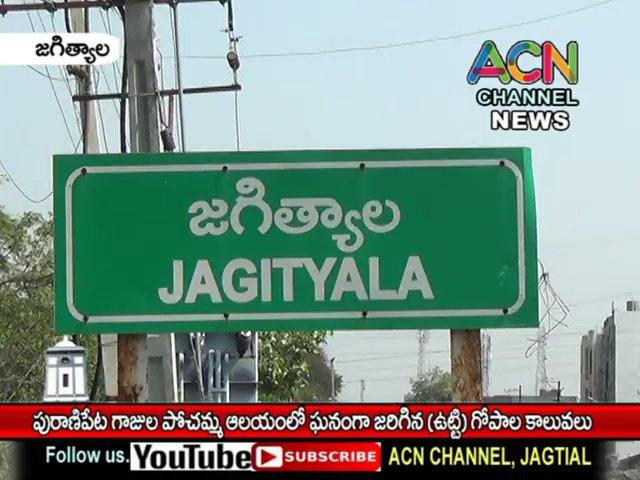 జగిత్యాల
ACN
CHANNEL
NEWS
జగిత్యాల
JAGITYALA
పురాణిపేట గాజుల పోచమ్మ ఆలయంలో ఘనంగా జరిగిన (ఉట్టి) గోపాల కాలువలు
Follow us. YouTube SUBSCRIBE ACN CHANNEL, JAGTIAL